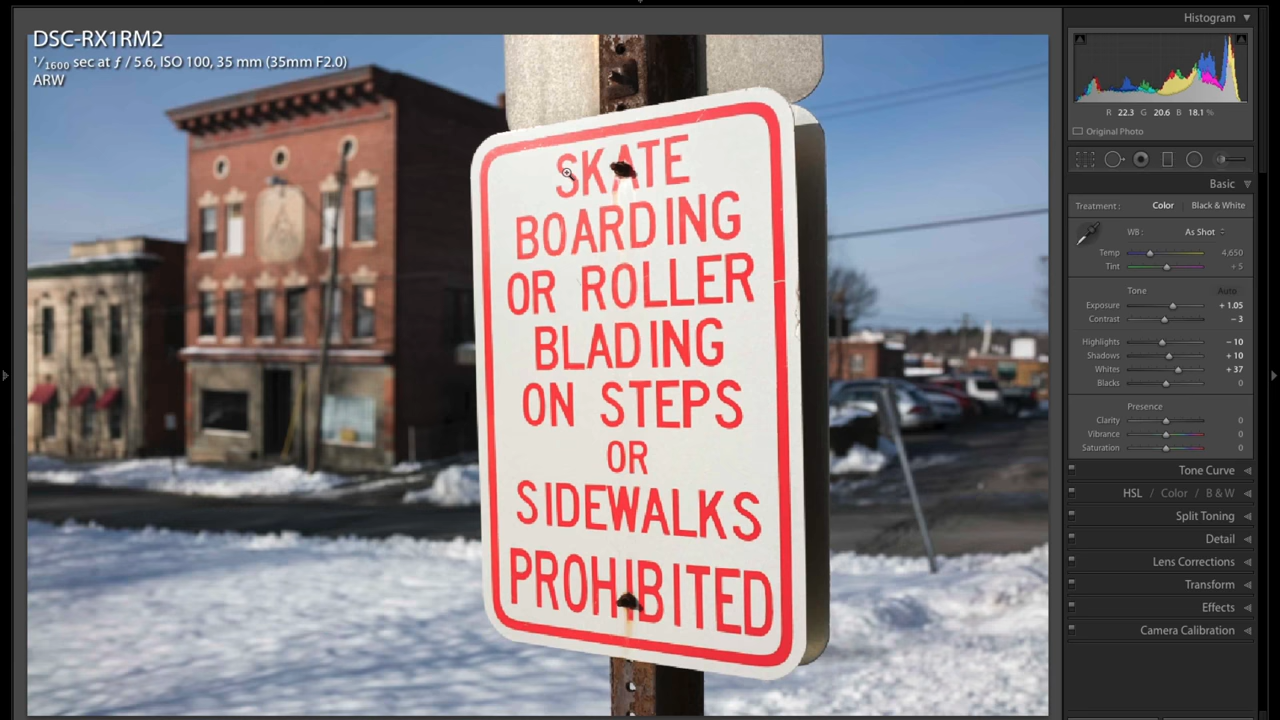 DSC-RX1RM2
1/1600 sec at ƒ / 5.6, ISO 100, 35 mm (35mm F2.0)
ARW
SKATE
BOARDING
OR ROLLER
BLADING
ON STEPS
OR
SIDEWALKS
PROHIBITED
Histogram
R 22.3 G 20.6 B 18.1 %
Original Photo
Basic
Treatment : Color Black & White
WB : As Shot
Temp 4,650
Tint + 5
Tone Auto
Exposure + 1.05
Contrast − 3
Highlights − 10
Shadows + 10
Whites + 37
Blacks 0
Presence
Clarity 0
Vibrance 0
Saturation 0
Tone Curve
HSL / Color / B & W
Split Toning
Detail
Lens Corrections
Transform
Effects
Camera Calibration